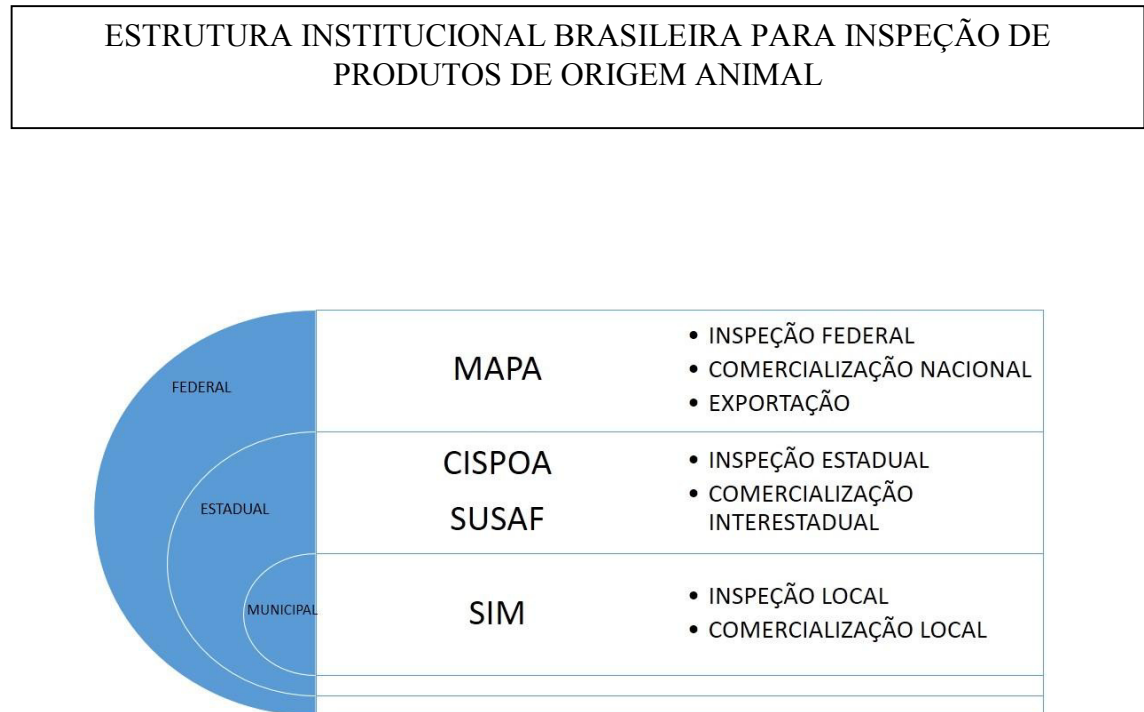 ESTRUTURA INSTITUCIONAL BRASILEIRA PARA INSPEÇÃO DE
PRODUTOS DE ORIGEM ANIMAL
FEDERAL
MAPA
• INSPEÇÃO FEDERAL
• COMERCIALIZAÇÃO NACIONAL
• EXPORTAÇÃO
ESTADUAL
CISPOA
SUSAF
• INSPEÇÃO ESTADUAL
• COMERCIALIZAÇÃO
INTERESTADUAL
MUNICIPAL
SIM
• INSPEÇÃO LOCAL
• COMERCIALIZAÇÃO LOCAL